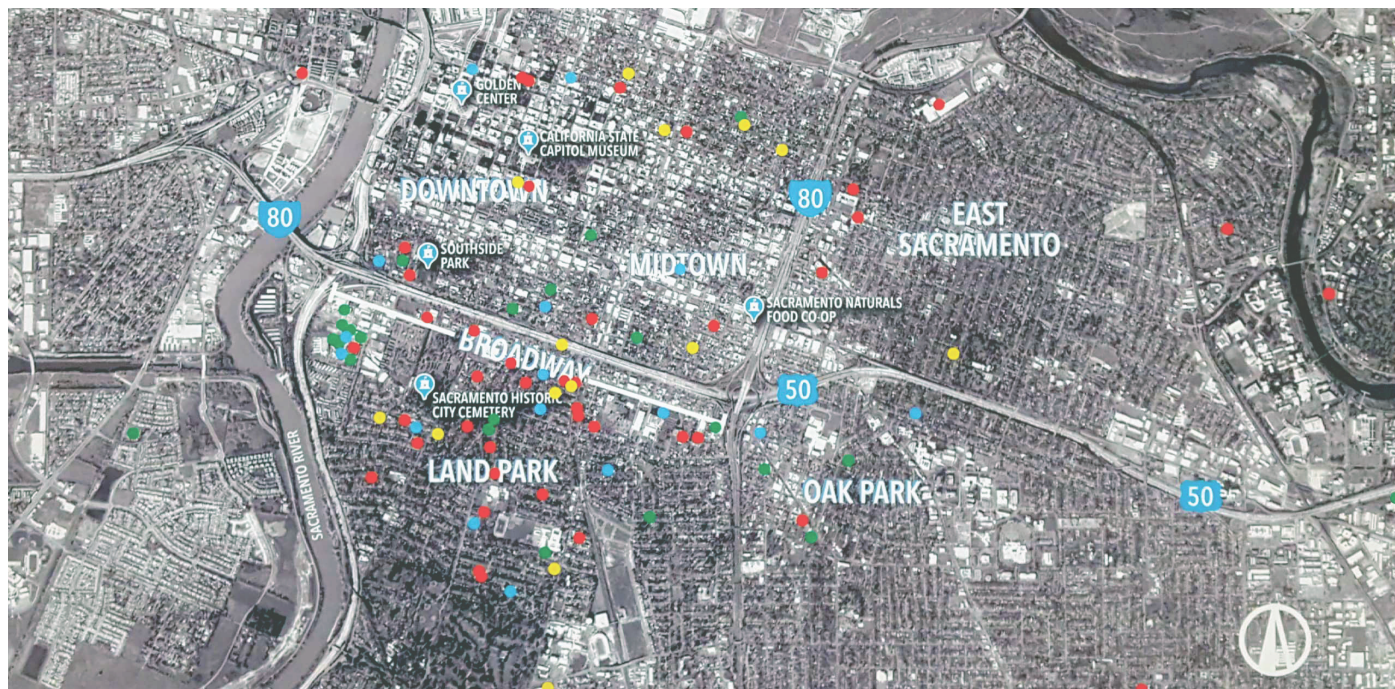 GOLDEN
CENTER
CALIFORNIA STATE
CAPITOL MUSEUM
DOWNTOWN
80
80
EAST
SACRAMENTO
SOUTHSIDE
PARK
MIDTOWN
SACRAMENTO NATURALS
FOOD CO-OP
BROADWAY
50
SACRAMENTO HISTORIC
CITY CEMETERY
LAND PARK
OAK PARK
50
SACRAMENTO RIVER